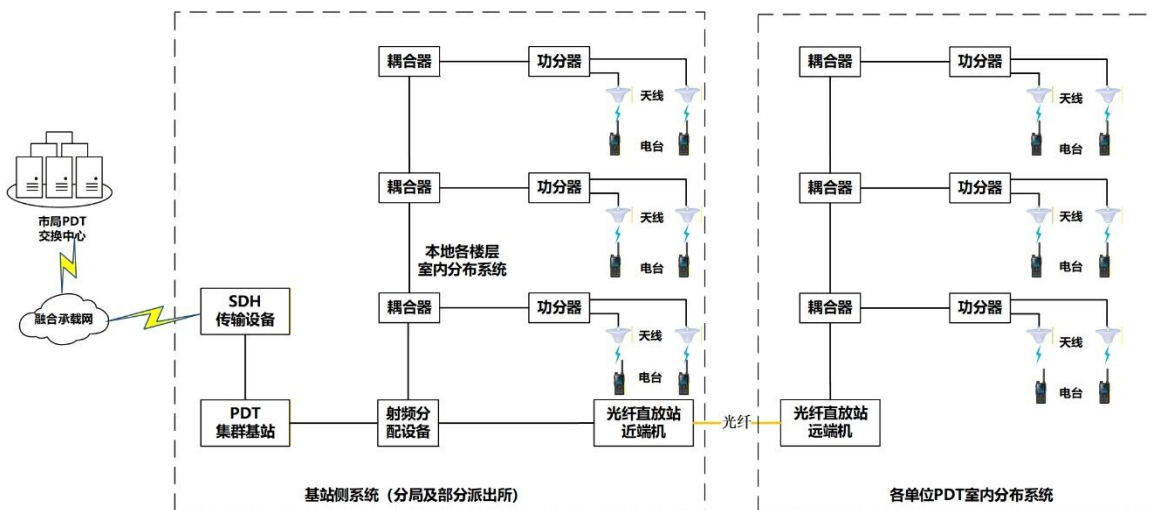 耦合器
功分器
天线
电台
耦合器
功分器
天线
电台
市局PDT
交换中心
耦合器
功分器
天线
电台
耦合器
功分器
天线
电台
本地各楼层
室内分布系统
融合承载网
SDH
传输设备
耦合器
功分器
天线
电台
耦合器
功分器
天线
电台
PDT
集群基站
射频分
配设备
光纤直放站
近端机
光纤
光纤直放站
远端机
基站侧系统（分局及部分派出所）
各单位PDT室内分布系统